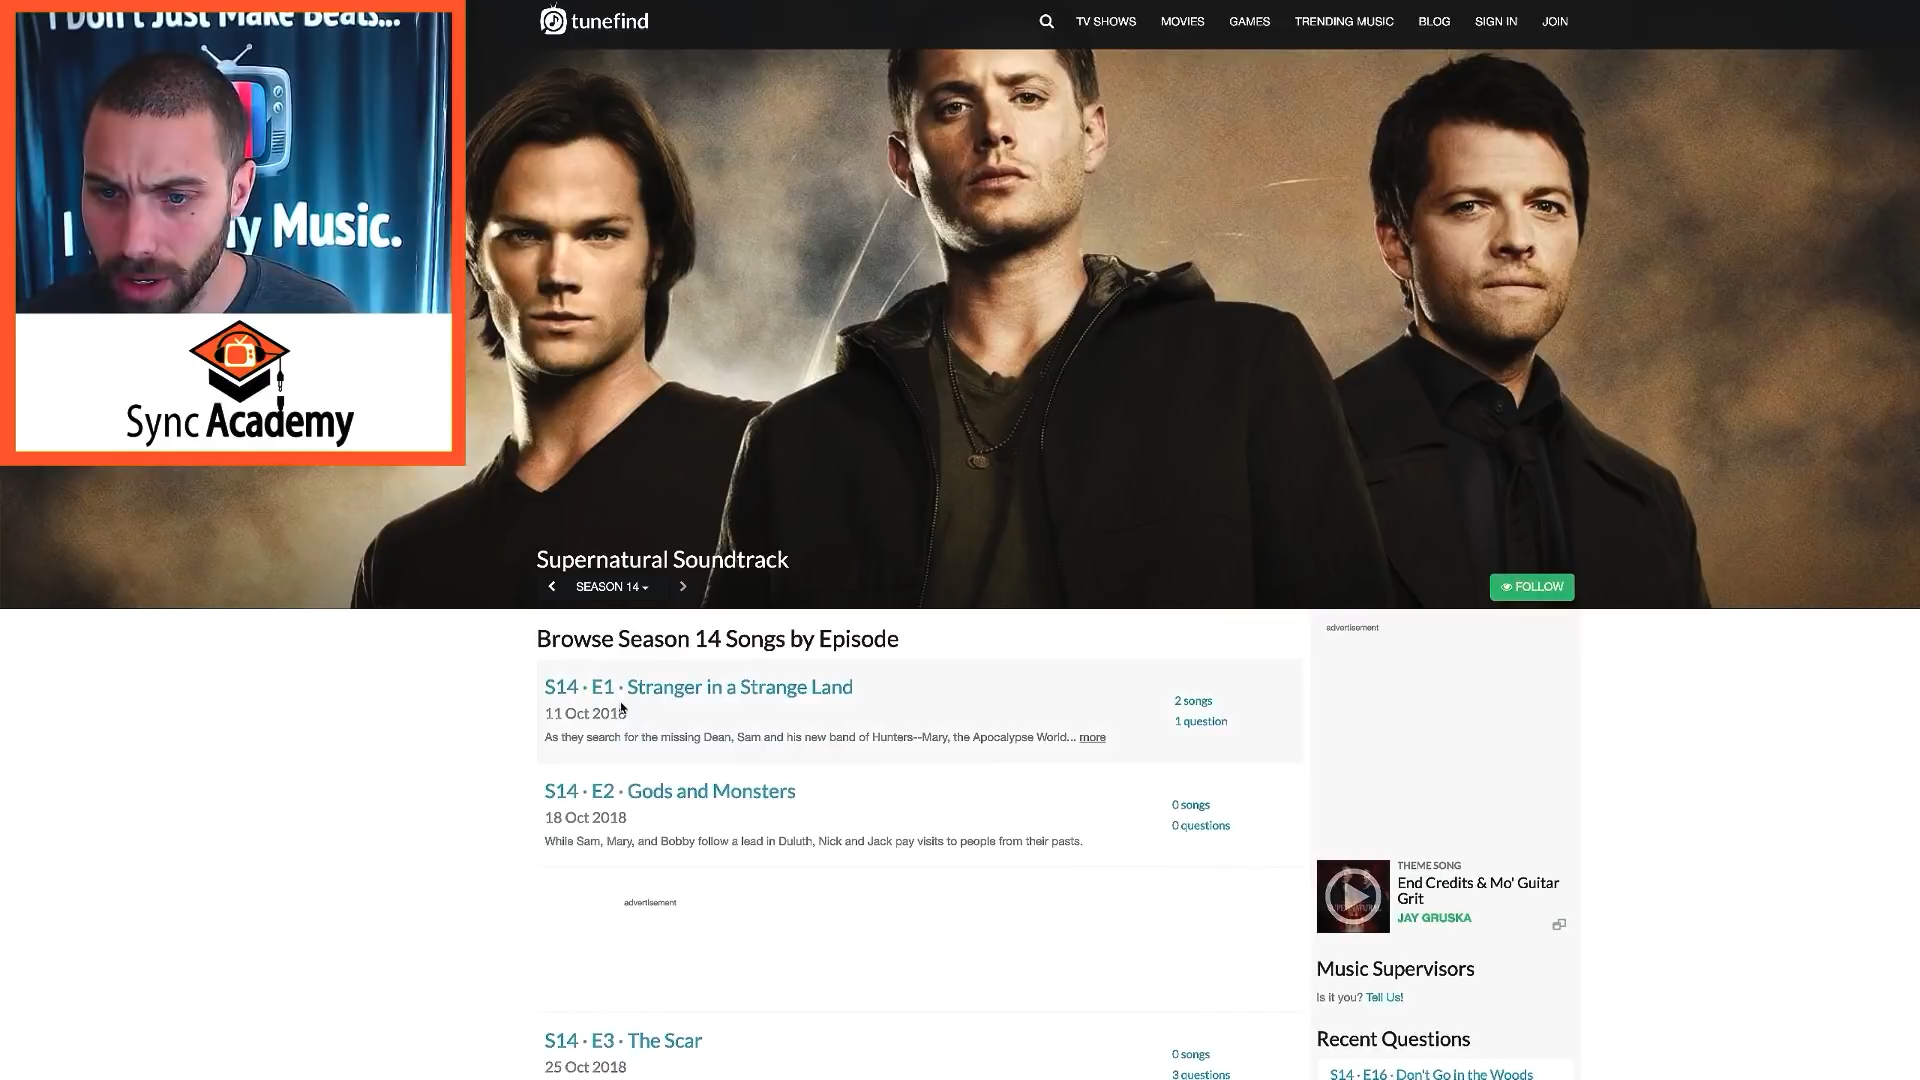 I Don't Just Make Beats...
My Music.
Sync Academy
tunefind
TV SHOWS
MOVIES
GAMES
TRENDING MUSIC
BLOG
SIGN IN
JOIN
Supernatural Soundtrack
SEASON 14
FOLLOW
Browse Season 14 Songs by Episode
S14 · E1 · Stranger in a Strange Land
11 Oct 2018
As they search for the missing Dean, Sam and his new band of Hunters--Mary, the Apocalypse World... more
2 songs
1 question
S14 · E2 · Gods and Monsters
18 Oct 2018
While Sam, Mary, and Bobby follow a lead in Duluth, Nick and Jack pay visits to people from their pasts.
0 songs
0 questions
advertisement
S14 · E3 · The Scar
25 Oct 2018
0 songs
3 questions
advertisement
THEME SONG
End Credits & Mo' Guitar
Grit
JAY GRUSKA
Music Supervisors
Is it you? Tell Us!
Recent Questions
S14 · E16 · Don't Go in the Woods